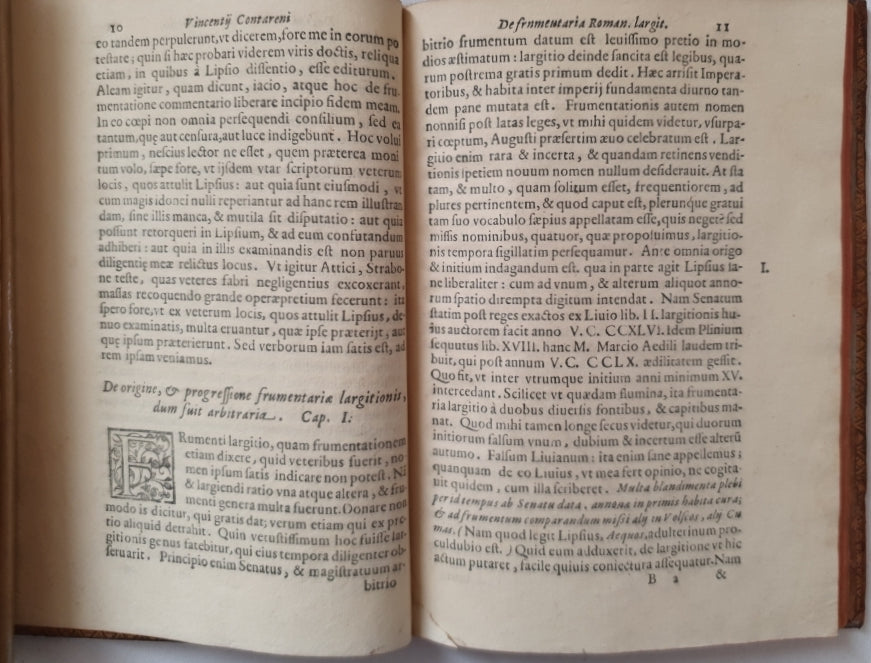 10
Vincentij Contareni
eo tandem perpulerunt, vt dicerem, fore me in eorum po
testate; quin si hæc probari viderem viris doctis, reliqua
etiam, in quibus à Lipsio dissentio, esse editurum.
Aleam igitur, quam dicunt, iacio, atque hoc de fru-
mentatione commentario liberare incipio fidem meam.
In eo cœpi non omnia persequendi consilium, sed ea
tantum, quę aut censura, aut luce indigebunt. Hoc volui
primum, nescius lector ne esset, quem præterea moni
tum volo, sæpe fore, vt ijsdem vtar scriptorum veterum
locis, quos attulit Lipsius: aut quia sunt eiusmodi, vt
cum magis idonei nulli reperiantur ad hanc rem illustran
dam, sine illis manca, & mutila sit disputatio: aut quia
possunt retorqueri in Lipsium, & ad eum confutandum
adhiberi: aut quia in illis examinandis est non paruus
diligentię meæ relictus locus. Vt igitur Attici, Strabo-
ne teste, quas veteres fabri negligentius excoxerant,
massas recoquendo grande operæpretium fecerunt: ita
spero fore, vt ex veterum locis, quos attulit Lipsius, de-
nuo examinatis, multa eruantur, quæ ipse præterijt, aut
quę ipsum præterierunt. Sed verborum iam satis est, ad
rem ipsam veniamus.
De origine, & progressione frumentariæ largitionis,
dum fuit arbitraria. Cap. I:
FRumenti largitio, quam frumentationem
etiam dixere, quid veteribus fuerit, no-
men ipsum satis indicare non potest. Nā
& largiendi ratio vna atque altera, & fru-
menti genera multa fuerunt. Donare non
modo is dicitur, qui gratis dat; verum etiam qui ex pre-
tio aliquid detrahit. Quin vetustissimum hoc fuisse lar-
gitionis genus fatebitur, qui eius tempora diligenter ob-
seruarit. Principio enim Senatus, & magistratuum ar-
bitrio
De frumentaria Roman. largit.
11
bitrio frumentum datum est leuissimo pretio in mo-
dios æstimatum: largitio deinde sancita est legibus, qua-
rum postrema gratis primum dedit. Hæc arrisit Impera-
toribus, & habita inter imperij fundamenta diurno tan-
dem pane mutata est. Frumentationis autem nomen
nonnisi post latas leges, vt mihi quidem videtur, vsurpa-
ri cœptum, Augusti præsertim æuo celebratum est. Lar-
gitio enim rara & incerta, & quandam retinens vendi-
tionis speciem nouum nomen nullum desiderauit. At sta
tam, & multo, quam solitum esset, frequentiorem, ad
plures pertinentem, & quod caput est, plerunque gratui
tam suo vocabulo sæpius appellatam esse, quis neget? sed
missis nominibus, quatuor, quæ proposuimus, largitio-
nis tempora sigillatim persequamur. Ante omnia origo
& initium indagandum est. qua in parte agit Lipsius sa-
I.
ne liberaliter: cum ad vnum, & alterum aliquot anno-
rum spatio dirempta digitum intendat. Nam Senatum
statim post reges exactos ex Liuio lib. II. largitionis hu-
ius auctorem facit anno V. C. CCXLVI. Idem Plinium
sequutus lib. XVIII. hanc M. Marcio Aedili laudem tri-
buit, qui post annum V. C. CCLX. ædilitatem gessit.
Quo fit, vt inter vtrumque initium anni minimum XV.
intercedant. Scilicet vt quædam flumina, ita frumenta-
ria largitio à duobus diuersis fontibus, & capitibus ma-
nat. Quod mihi tamen longe secus videtur, qui duorum
initiorum falsum vnum, dubium & incertum esse alterū
autumo. Falsum Liuianum: ita enim sane appellemus;
quanquam de eo Liuius, vt mea fert opinio, ne cogita-
uit quidem, cum illa scriberet. Multa blandimenta plebi
per id tempus ab Senatu data, annonæ in primis habita cura;
& ad frumentum comparandum missi alij in Volscos, alij Cu
mas. (Nam quod legit Lipsius, Aequos, adulterinum pro-
culdubio est.) Quid eum adduxerit, de largitione vt hic
actum putaret, facile quiuis coniectura assequatur. Nam
B 2
&